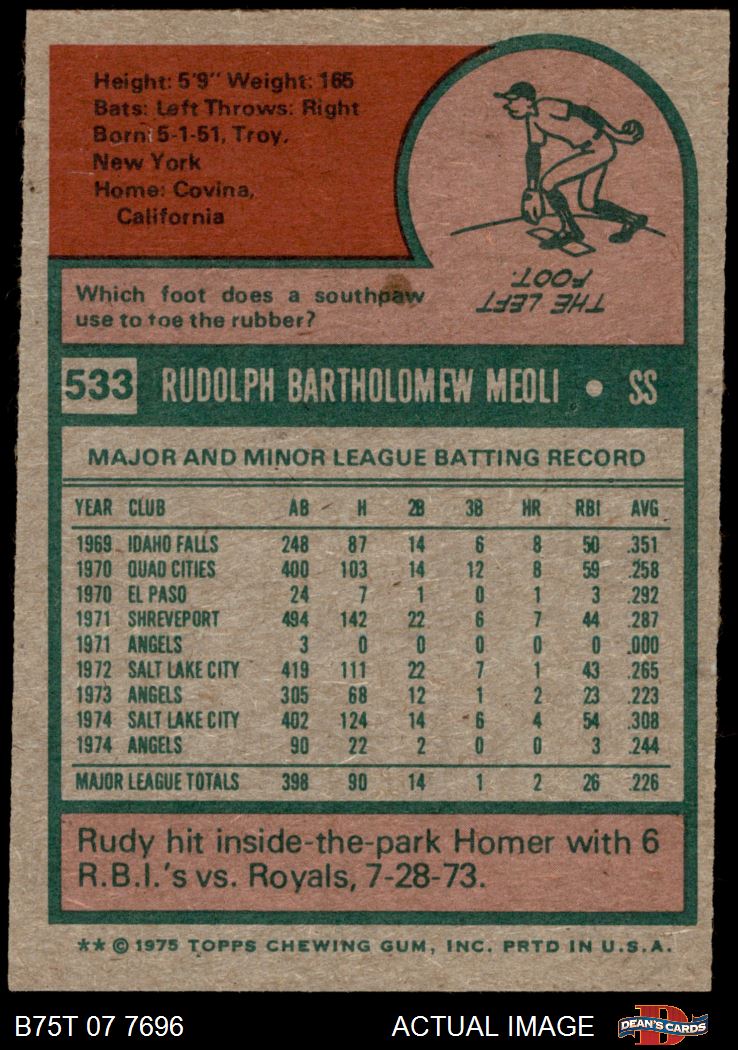 Height: 5'9" Weight: 165
Bats: Left Throws: Right
Born: 5-1-51, Troy,
New York
Home: Covina,
California
Which foot does a southpaw
use to toe the rubber?
THE LEFT
FOOT.
533 RUDOLPH BARTHOLOMEW MEOLI • SS
MAJOR AND MINOR LEAGUE BATTING RECORD
YEAR CLUB AB H 2B 3B HR RBI AVG
1969 IDAHO FALLS 248 87 14 6 8 50 .351
1970 QUAD CITIES 400 103 14 12 8 59 .258
1970 EL PASO 24 7 1 0 1 3 .292
1971 SHREVEPORT 494 142 22 6 7 44 .287
1971 ANGELS 3 0 0 0 0 0 .000
1972 SALT LAKE CITY 419 111 22 7 1 43 .265
1973 ANGELS 305 68 12 1 2 23 .223
1974 SALT LAKE CITY 402 124 14 6 4 54 .308
1974 ANGELS 90 22 2 0 0 3 .244
MAJOR LEAGUE TOTALS 398 90 14 1 2 26 .226
Rudy hit inside-the-park Homer with 6
R.B.I.'s vs. Royals, 7-28-73.
** © 1975 TOPPS CHEWING GUM, INC. PRTD IN U.S.A.
B75T 07 7696 ACTUAL IMAGE D DEAN'S CARDS